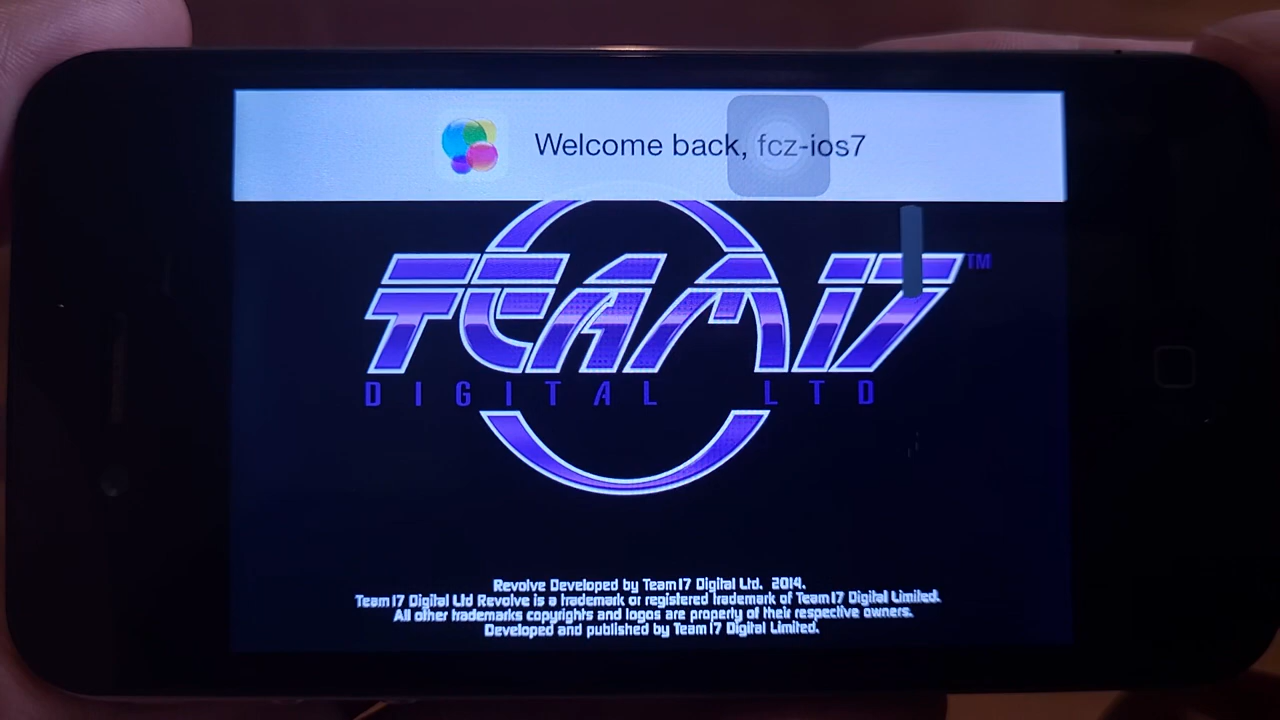 Welcome back, fcz-ios7
TEAM17 TM
DIGITAL LTD
Revolve Developed by Team17 Digital Ltd. 2014.
Team17 Digital Ltd Revolve is a trademark or registered trademark of Team17 Digital Limited.
All other trademarks copyrights and logos are property of their respective owners.
Developed and published by Team17 Digital Limited.